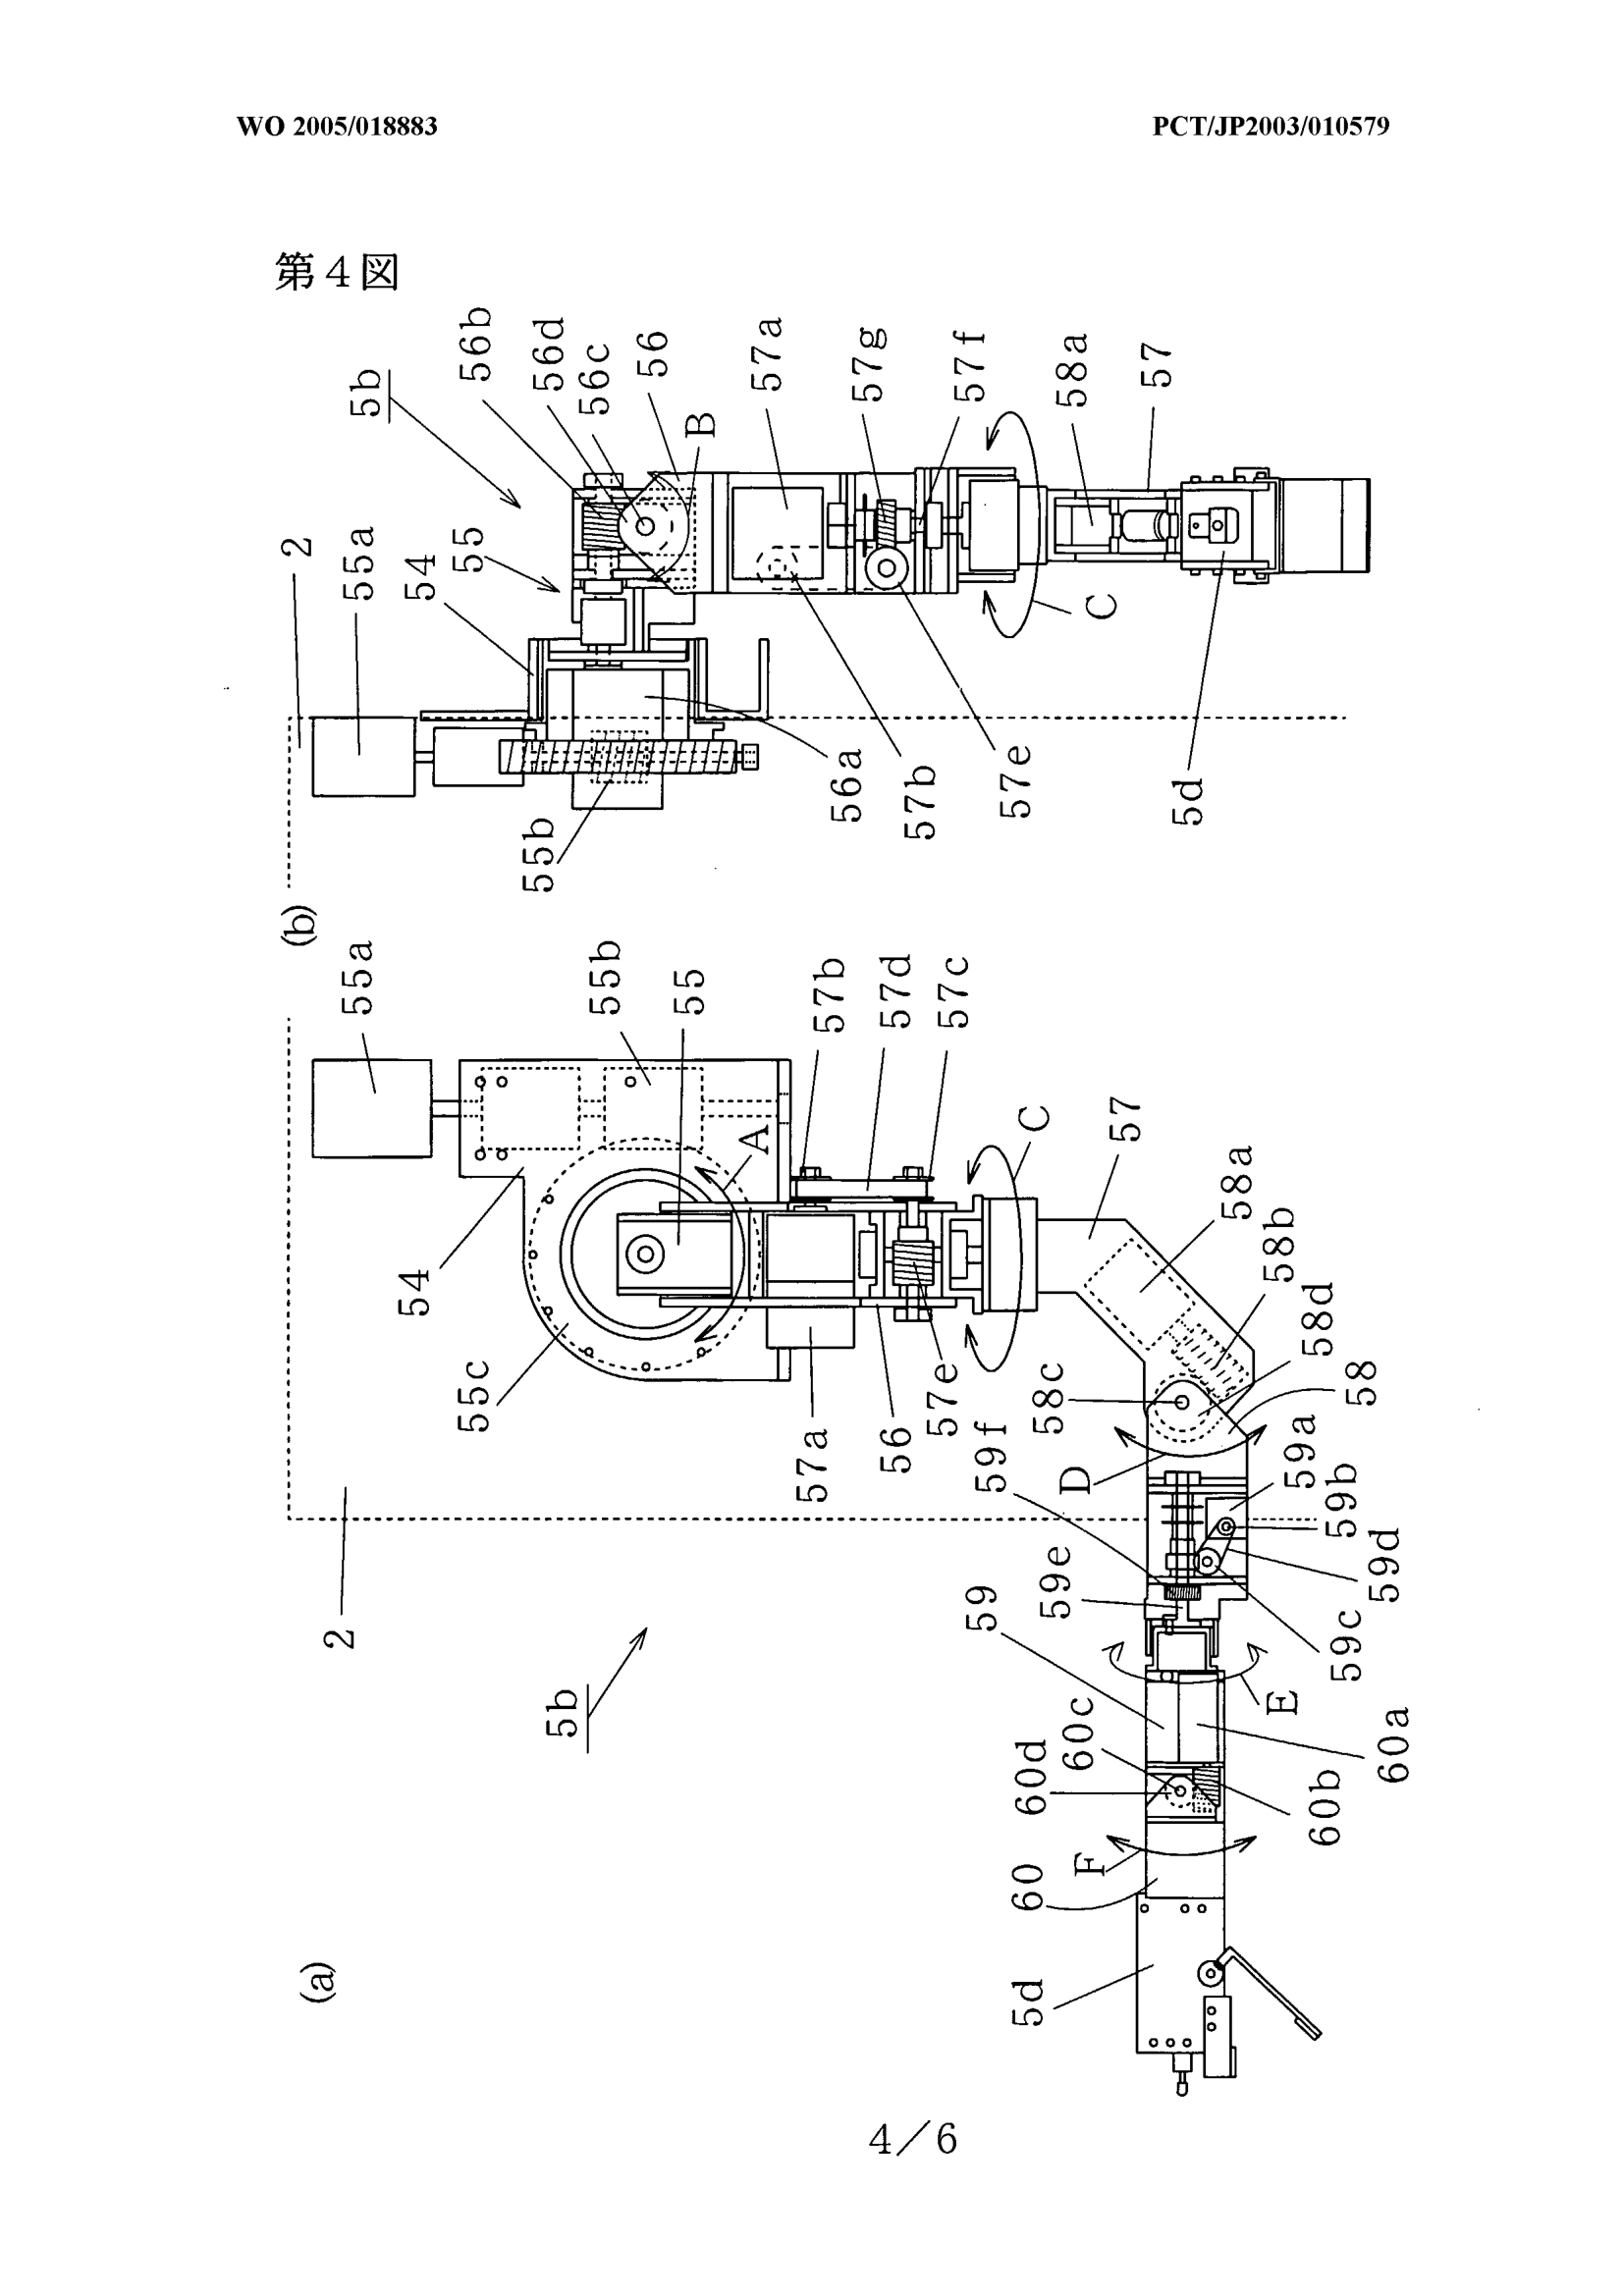 WO 2005/018883
PCT/JP2003/010579
第4図
(b)
2
55a
54
55
5b
56b
56d
56c
56
B
57a
57g
57f
58a
57
C
55b
56a
57b
57e
5d
(a)
55a
55b
55
57b
57d
57c
A
C
57
58a
58b
58d
58
54
55c
57a
56
57e
58c
59f
D
59a
59b
59d
59c
59e
59
E
60c
60d
60a
60b
F
60
5d
2
5b
4/6